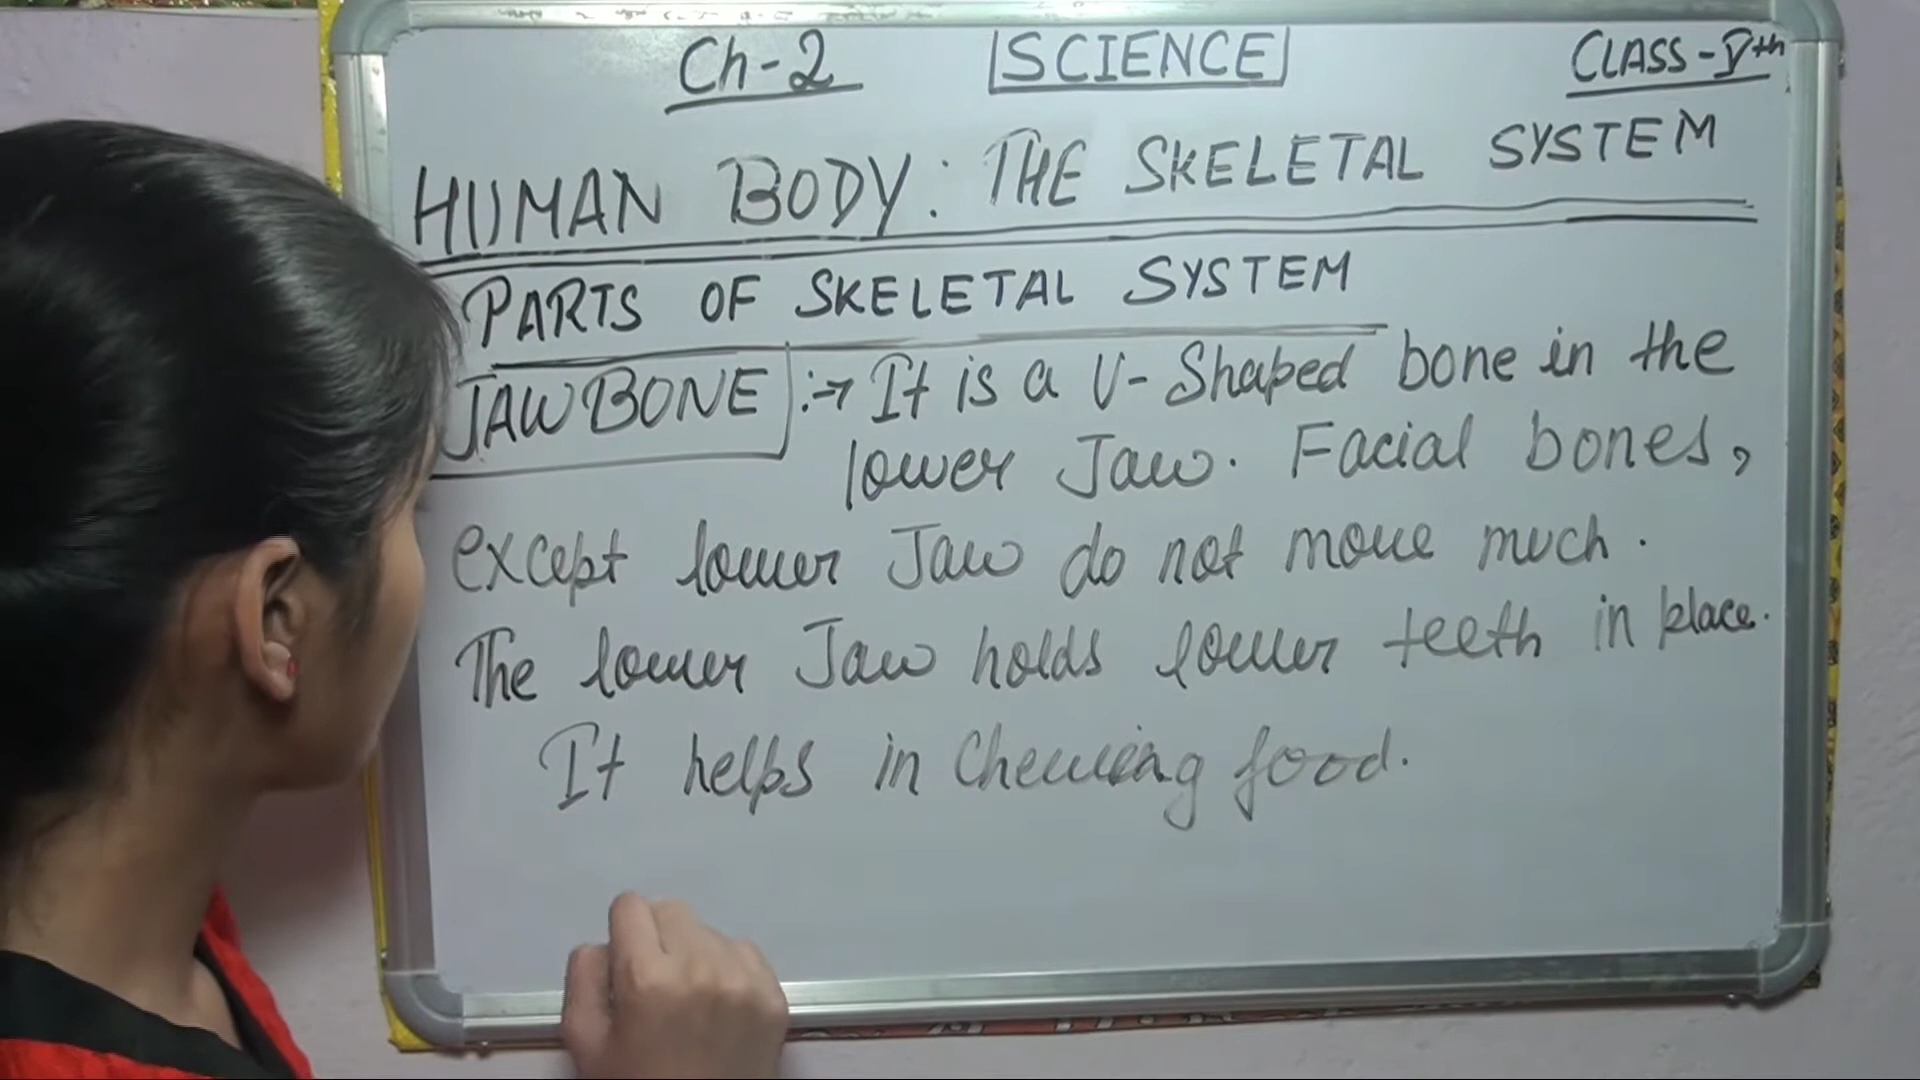 Ch-2 SCIENCE CLASS-Vth
HUMAN BODY: THE SKELETAL SYSTEM
PARTS OF SKELETAL SYSTEM
JAWBONE :→ It is a U-Shaped bone in the
lower Jaw. Facial bones,
except lower Jaw do not move much.
The lower Jaw holds lower teeth in place.
It helps in Chewing food.